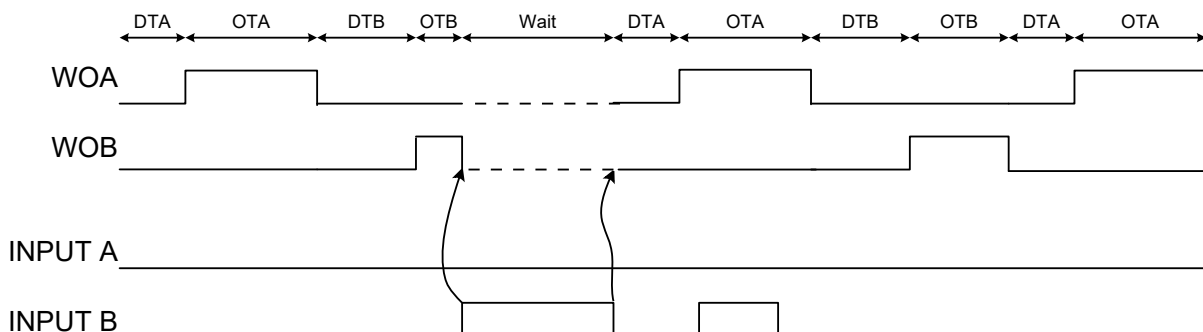 DTA OTA DTB OTB Wait DTA OTA DTB OTB DTA OTA
WOA
WOB
INPUT A
INPUT B